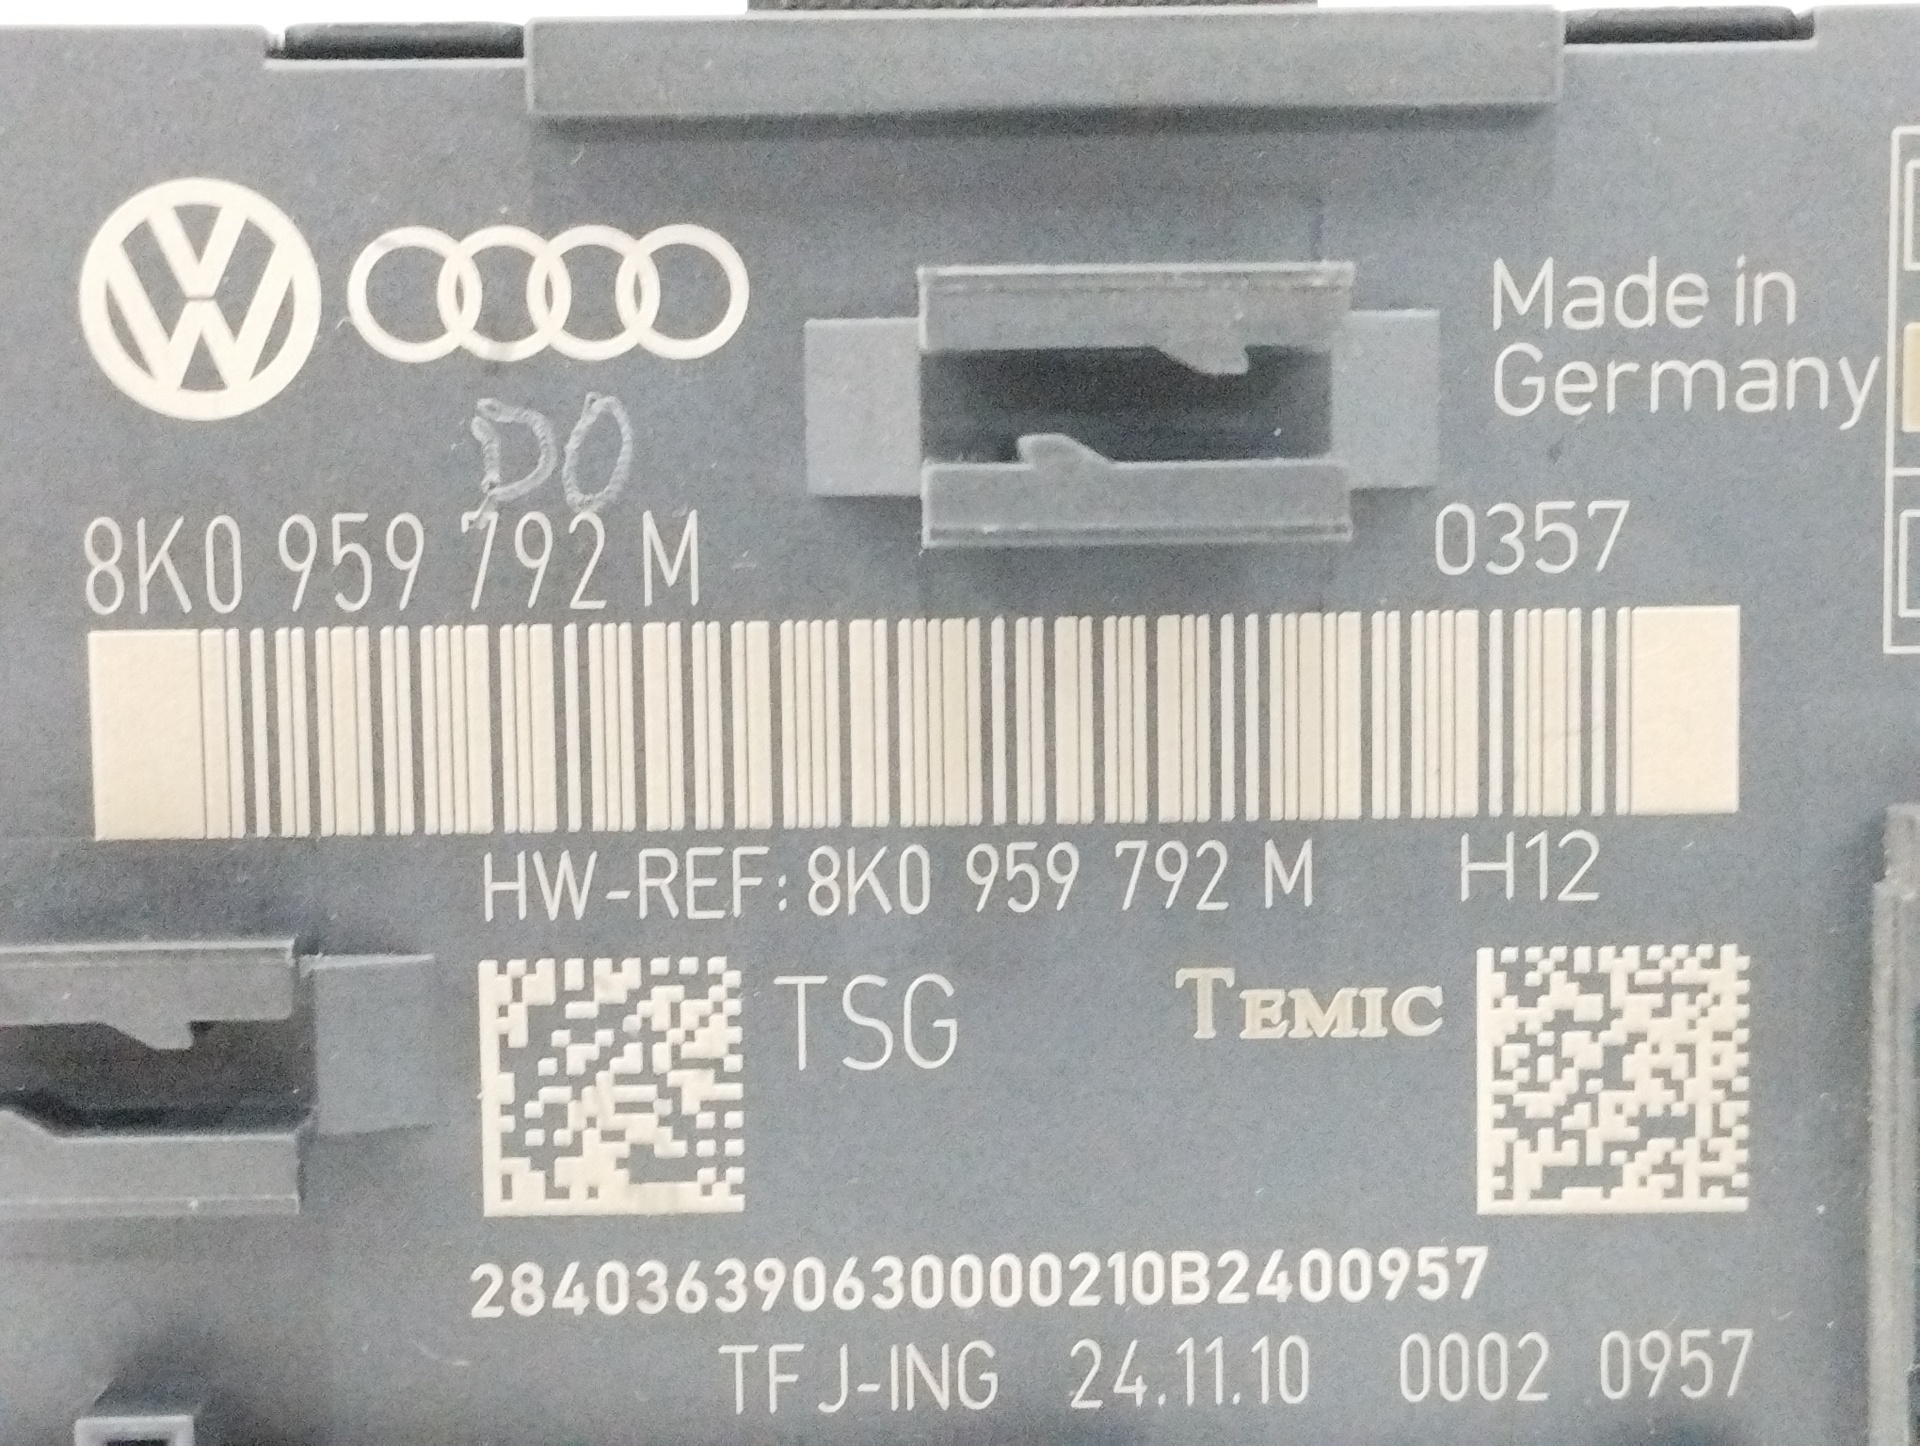 Made in
Germany
DO
8K0 959 792 M
0357
HW-REF: 8K0 959 792 M H12
TSG
TEMIC
284036390630000210B2400957
TFJ-ING 24.11.10 0002 0957